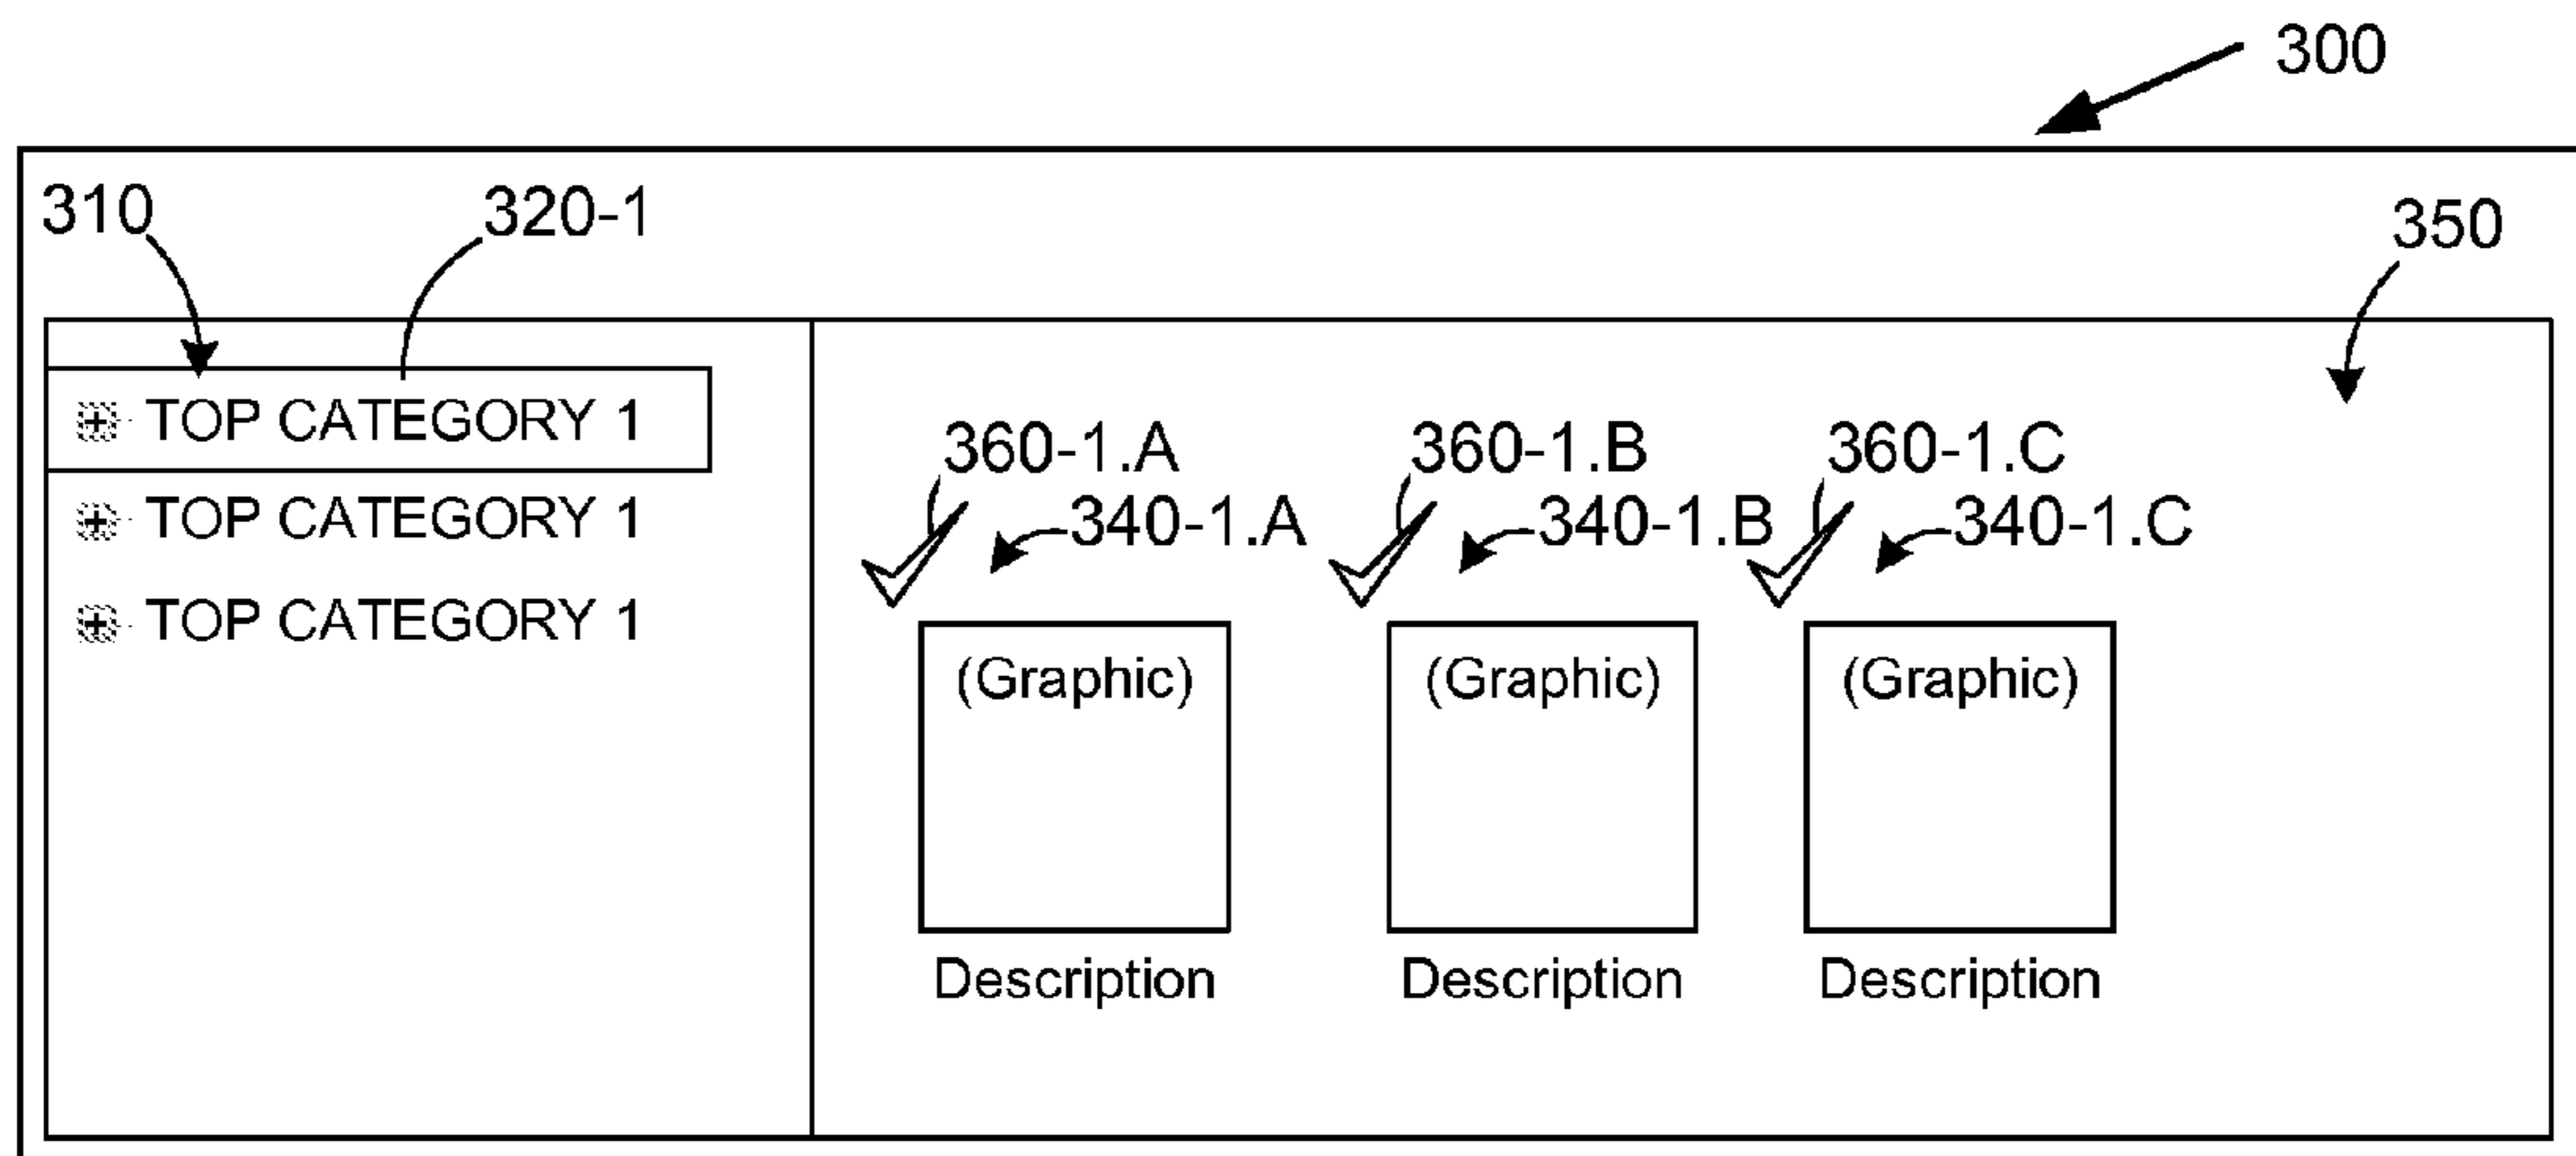 300
310 320-1 350
TOP CATEGORY 1
TOP CATEGORY 1
TOP CATEGORY 1
360-1.A 360-1.B 360-1.C
340-1.A 340-1.B 340-1.C
(Graphic) (Graphic) (Graphic)
Description Description Description